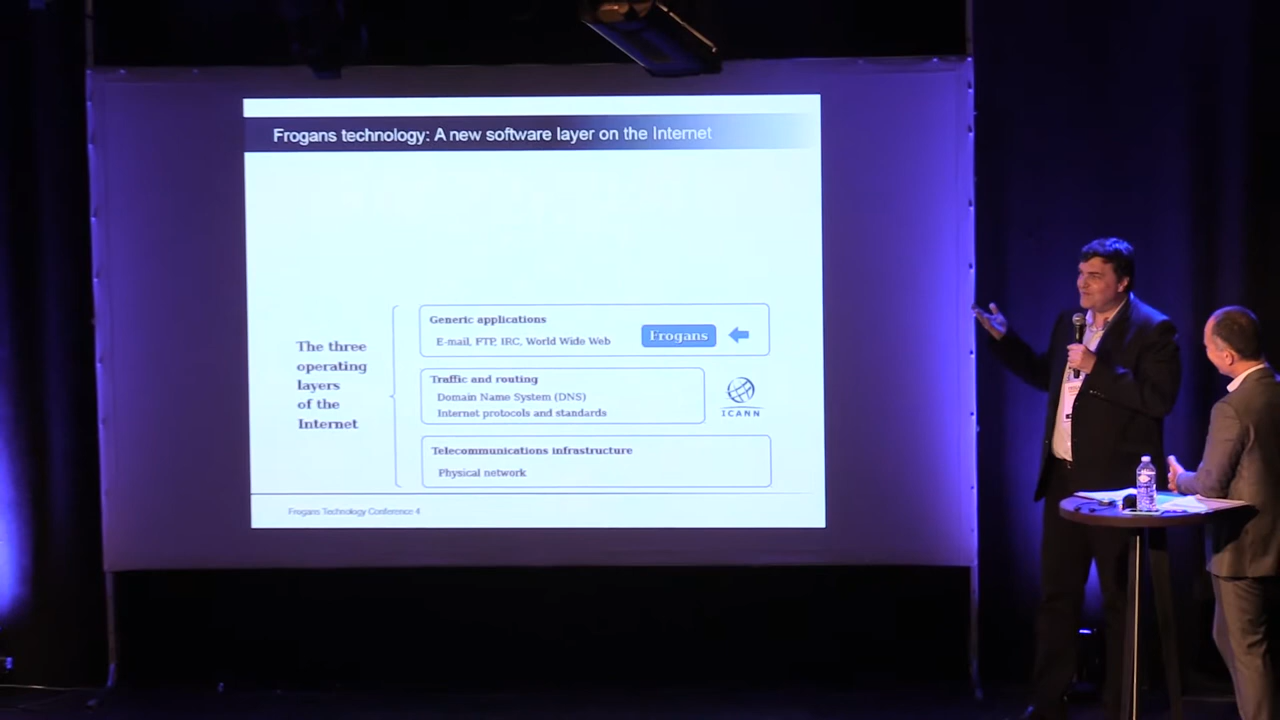 Frogans technology: A new software layer on the Internet
The three
operating
layers
of the
Internet
Generic applications
E-mail, FTP, IRC, World Wide Web
Frogans
Traffic and routing
Domain Name System (DNS)
Internet protocols and standards
ICANN
Telecommunications infrastructure
Physical network
Frogans Technology Conference 4